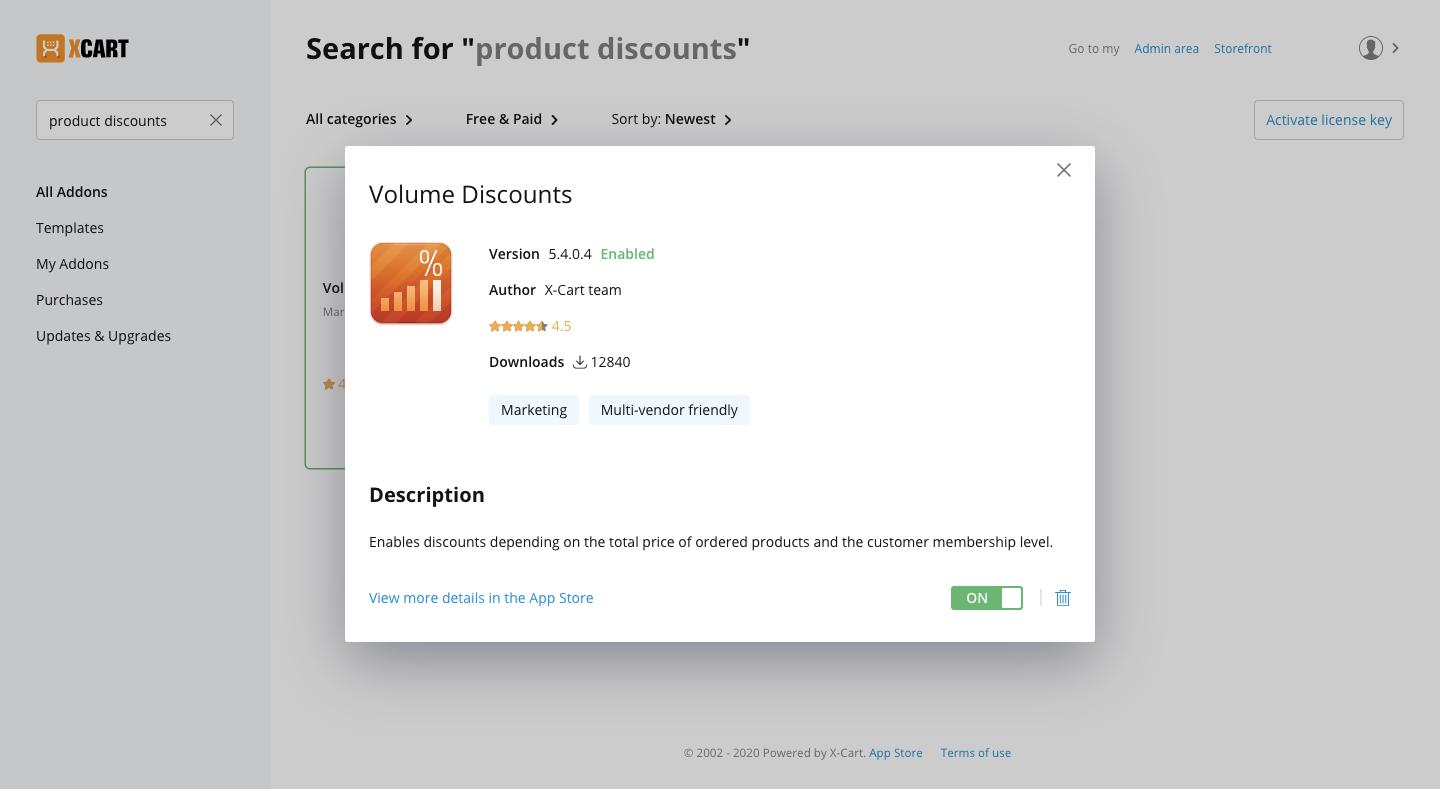 XCART
Search for "product discounts"
Go to my Admin area Storefront
product discounts
All categories Free & Paid Sort by: Newest
Activate license key
All Addons
Templates
My Addons
Purchases
Updates & Upgrades
Vol
Mar
4
Volume Discounts
%
Version 5.4.0.4 Enabled
Author X-Cart team
4.5
Downloads 12840
Marketing Multi-vendor friendly
Description
Enables discounts depending on the total price of ordered products and the customer membership level.
View more details in the App Store
ON
© 2002 - 2020 Powered by X-Cart. App Store Terms of use